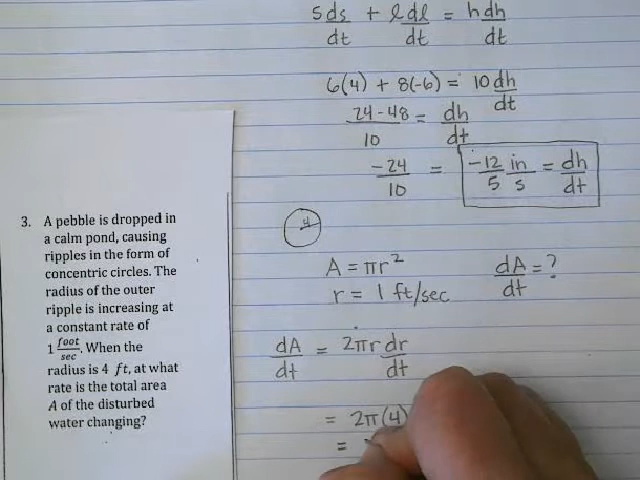 s ds/dt + l dl/dt = h dh/dt
6(4) + 8(-6) = 10 dh/dt
24-48/10 = dh/dt
-24/10 = -12/5 in/s = dh/dt
4
A = πr² dA/dt = ?
r = 1 ft/sec
dA/dt = 2πr dr/dt
= 2π(4)
=
3. A pebble is dropped in
a calm pond, causing
ripples in the form of
concentric circles. The
radius of the outer
ripple is increasing at
a constant rate of
1 foot/sec. When the
radius is 4 ft, at what
rate is the total area
A of the disturbed
water changing?